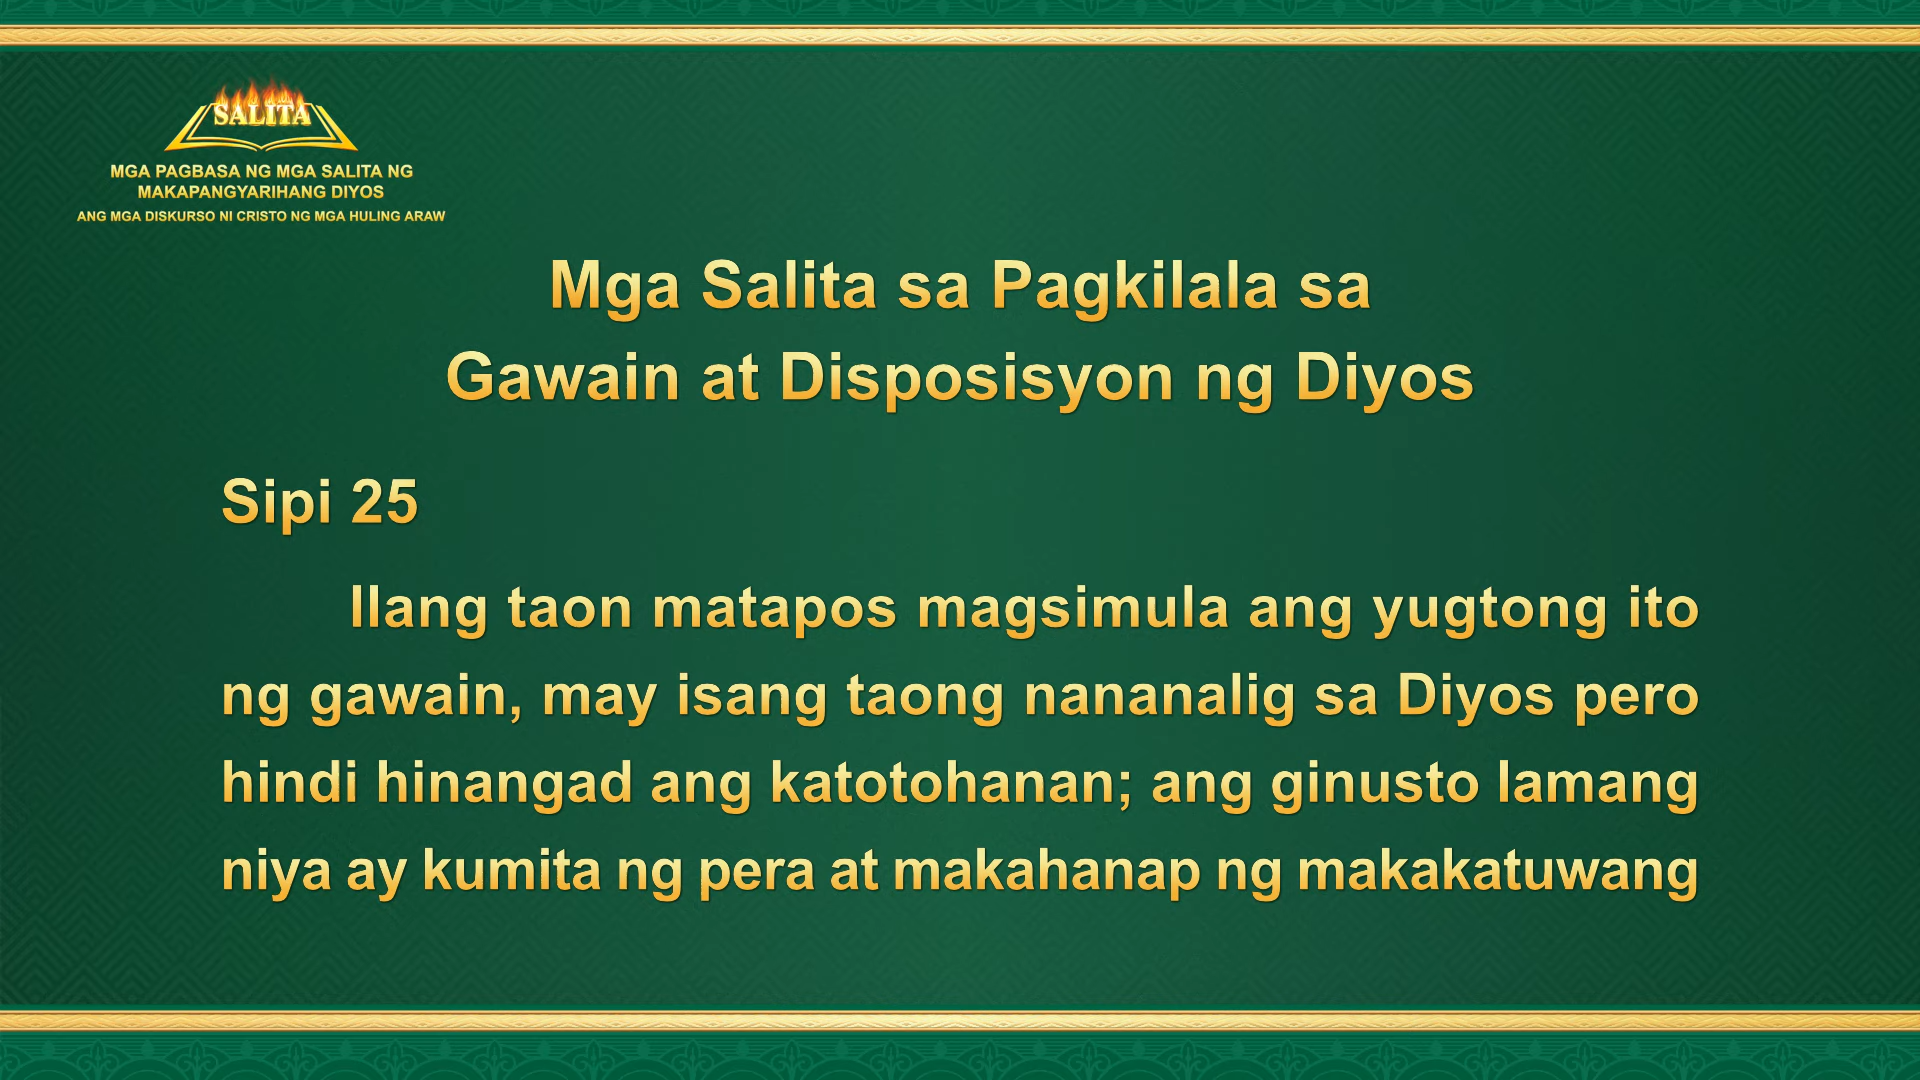 SALITA
MGA PAGBASA NG MGA SALITA NG
MAKAPANGYARIHANG DIYOS
ANG MGA DISKURSO NI CRISTO NG MGA HULING ARAW
Mga Salita sa Pagkilala sa
Gawain at Disposisyon ng Diyos
Sipi 25
Ilang taon matapos magsimula ang yugtong ito
ng gawain, may isang taong nananalig sa Diyos pero
hindi hinangad ang katotohanan; ang ginusto lamang
niya ay kumita ng pera at makahanap ng makakatuwang